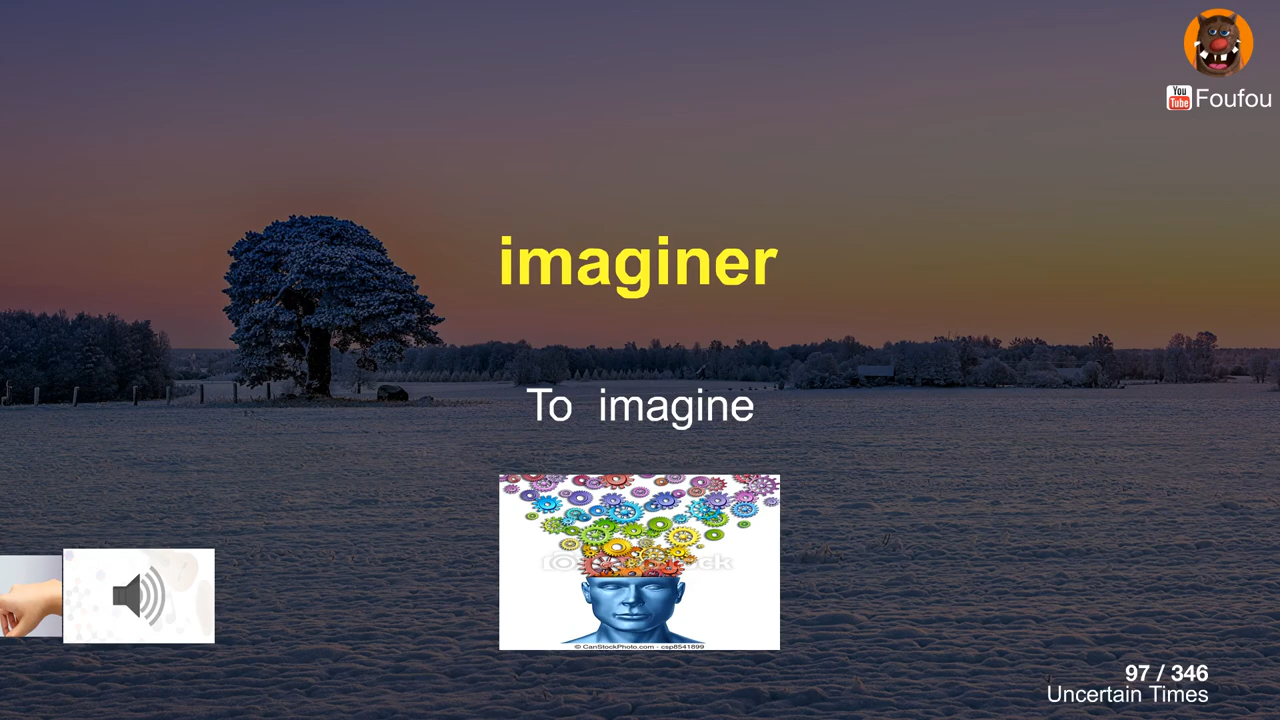 You
Tube Foufou
imaginer
To imagine
© CanStockPhoto.com - csp8541899
97 / 346
Uncertain Times